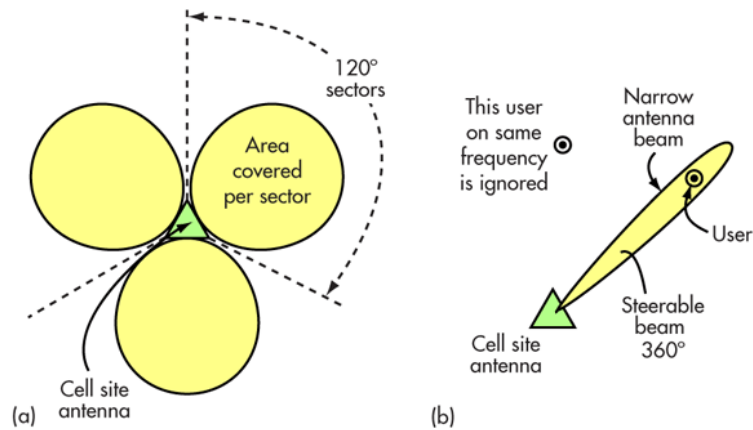 120°
sectors
Area
covered
per sector
Cell site
antenna
(a)
This user
on same
frequency
is ignored
Narrow
antenna
beam
User
Steerable
beam
360°
Cell site
antenna
(b)